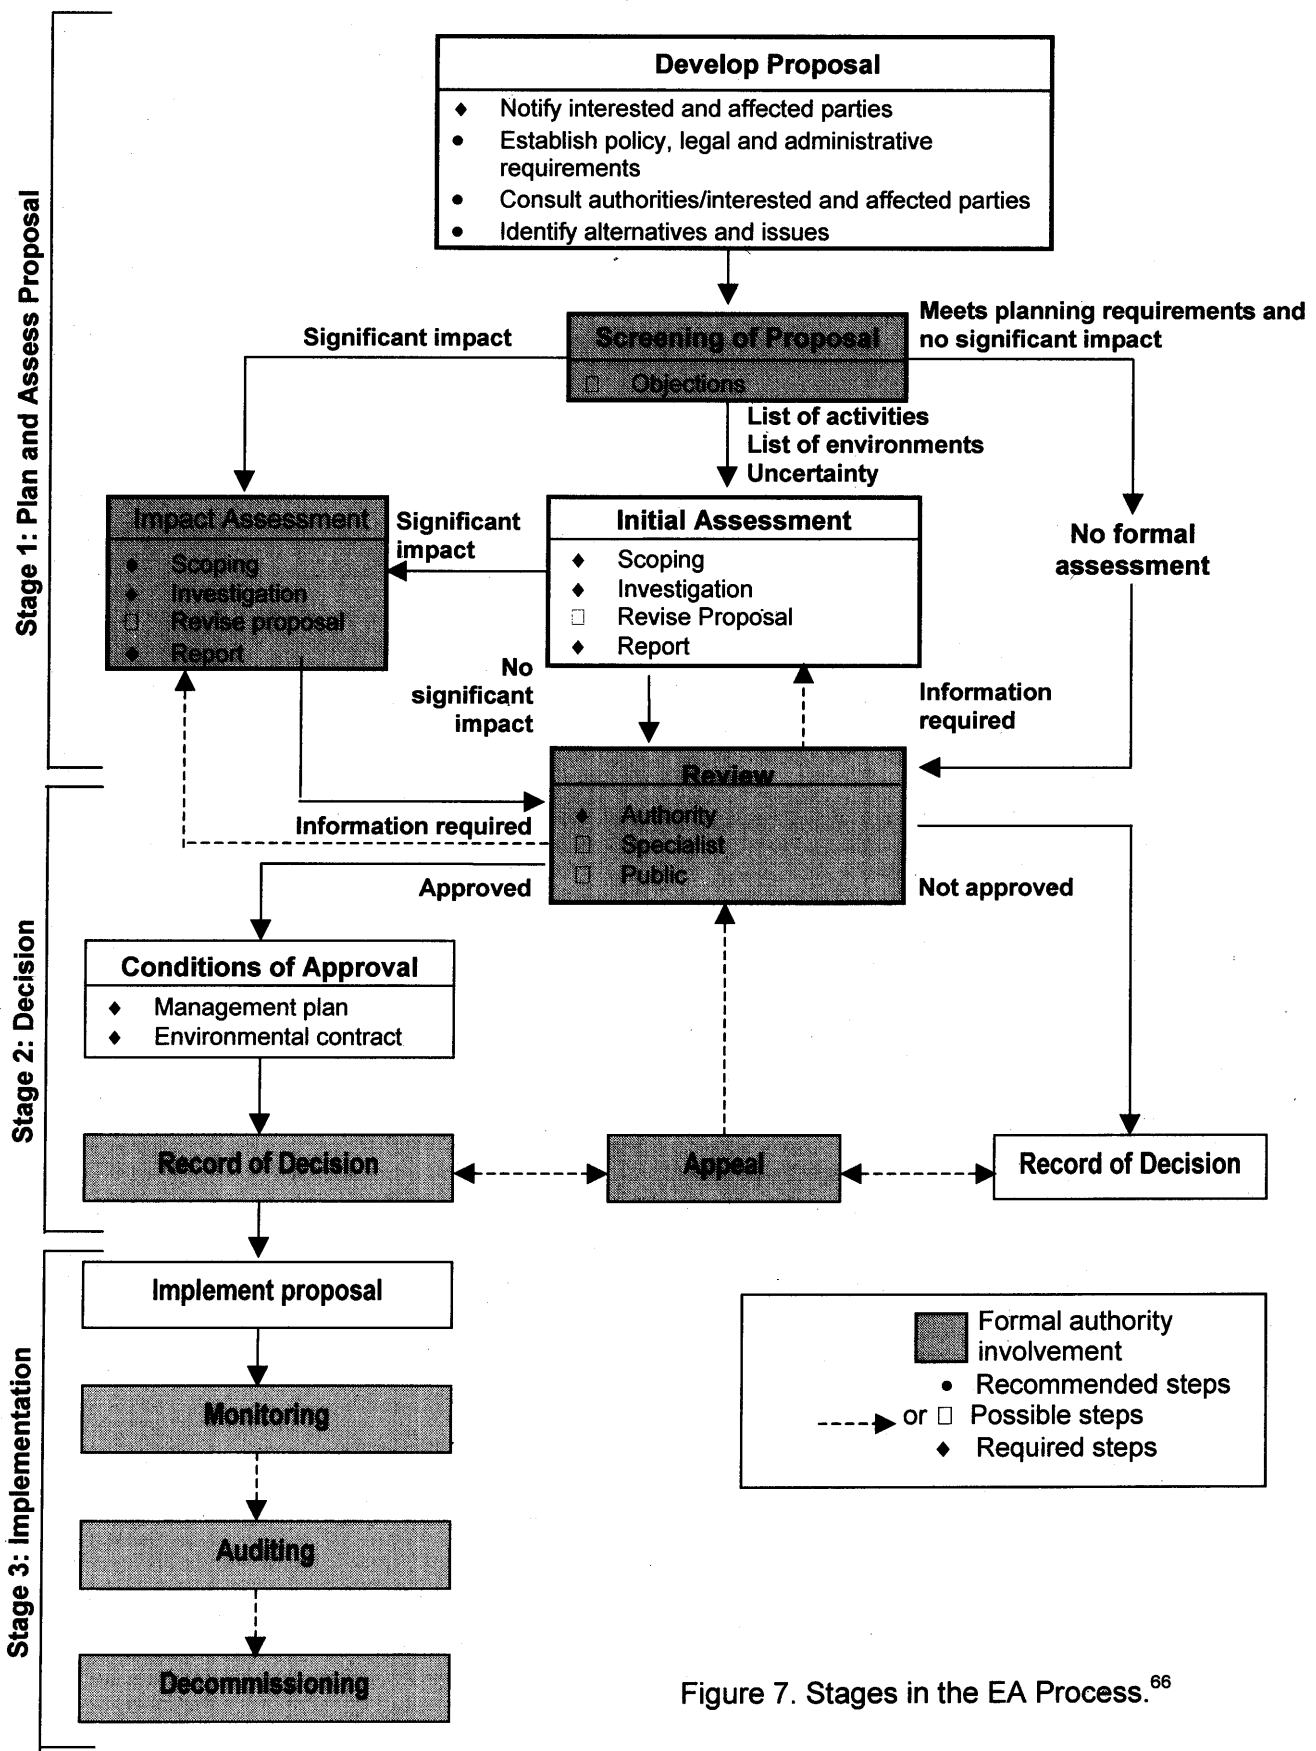 Stage 1: Plan and Assess Proposal
Develop Proposal
♦ Notify interested and affected parties
● Establish policy, legal and administrative
requirements
● Consult authorities/interested and affected parties
● Identify alternatives and issues
Significant impact
Screening of Proposal
□ Objections
Meets planning requirements and
no significant impact
List of activities
List of environments
Uncertainty
Impact Assessment
● Scoping
♦ Investigation
□ Revise proposal
♦ Report
Significant
impact
Initial Assessment
♦ Scoping
♦ Investigation
□ Revise Proposal
♦ Report
No formal
assessment
No
significant
impact
Information
required
Stage 2: Decision
Review
♦ Authority
□ Specialist
□ Public
Information required
Approved
Not approved
Conditions of Approval
♦ Management plan
♦ Environmental contract
Record of Decision
Appeal
Record of Decision
Stage 3: Implementation
Implement proposal
Monitoring
Auditing
Decommissioning
Formal authority
involvement
● Recommended steps
or □ Possible steps
♦ Required steps
Figure 7. Stages in the EA Process.66